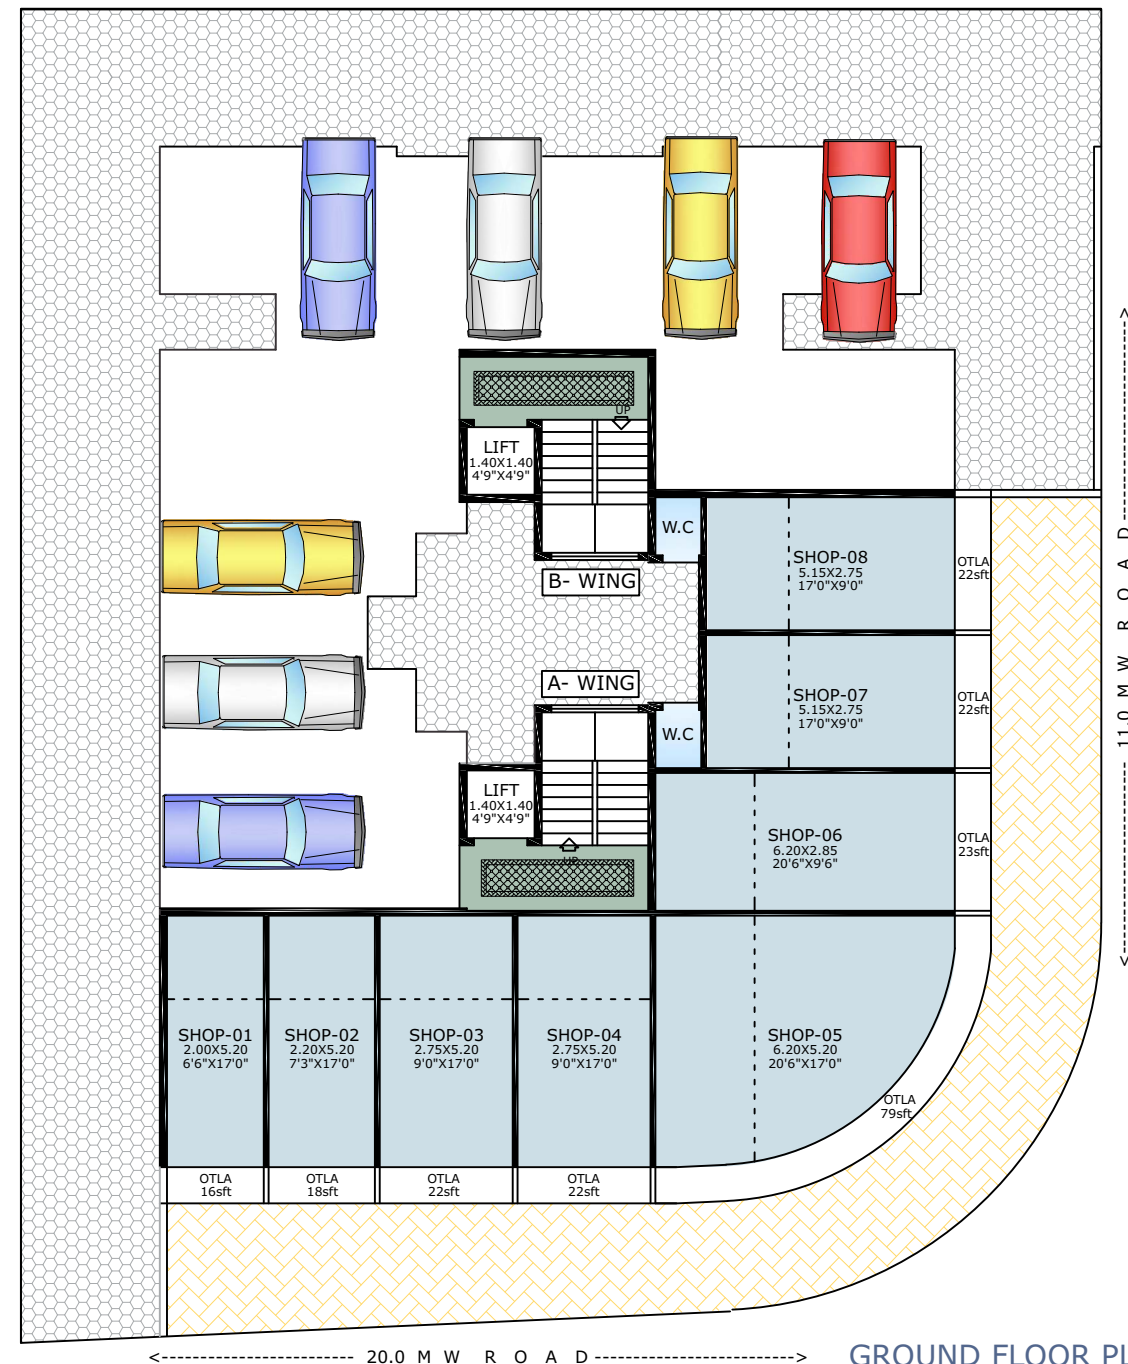 UP
LIFT
1.40X1.40
4'9"X4'9"
W.C
SHOP-08
5.15X2.75
17'0"X9'0"
OTLA
22sft
B- WING
A- WING
SHOP-07
5.15X2.75
17'0"X9'0"
OTLA
22sft
W.C
LIFT
1.40X1.40
4'9"X4'9"
UP
SHOP-06
6.20X2.85
20'6"X9'6"
OTLA
23sft
11.0 M W R O A D
SHOP-01
2.00X5.20
6'6"X17'0"
SHOP-02
2.20X5.20
7'3"X17'0"
SHOP-03
2.75X5.20
9'0"X17'0"
SHOP-04
2.75X5.20
9'0"X17'0"
SHOP-05
6.20X5.20
20'6"X17'0"
OTLA
79sft
OTLA
16sft
OTLA
18sft
OTLA
22sft
OTLA
22sft
20.0 M W R O A D
GROUND FLOOR